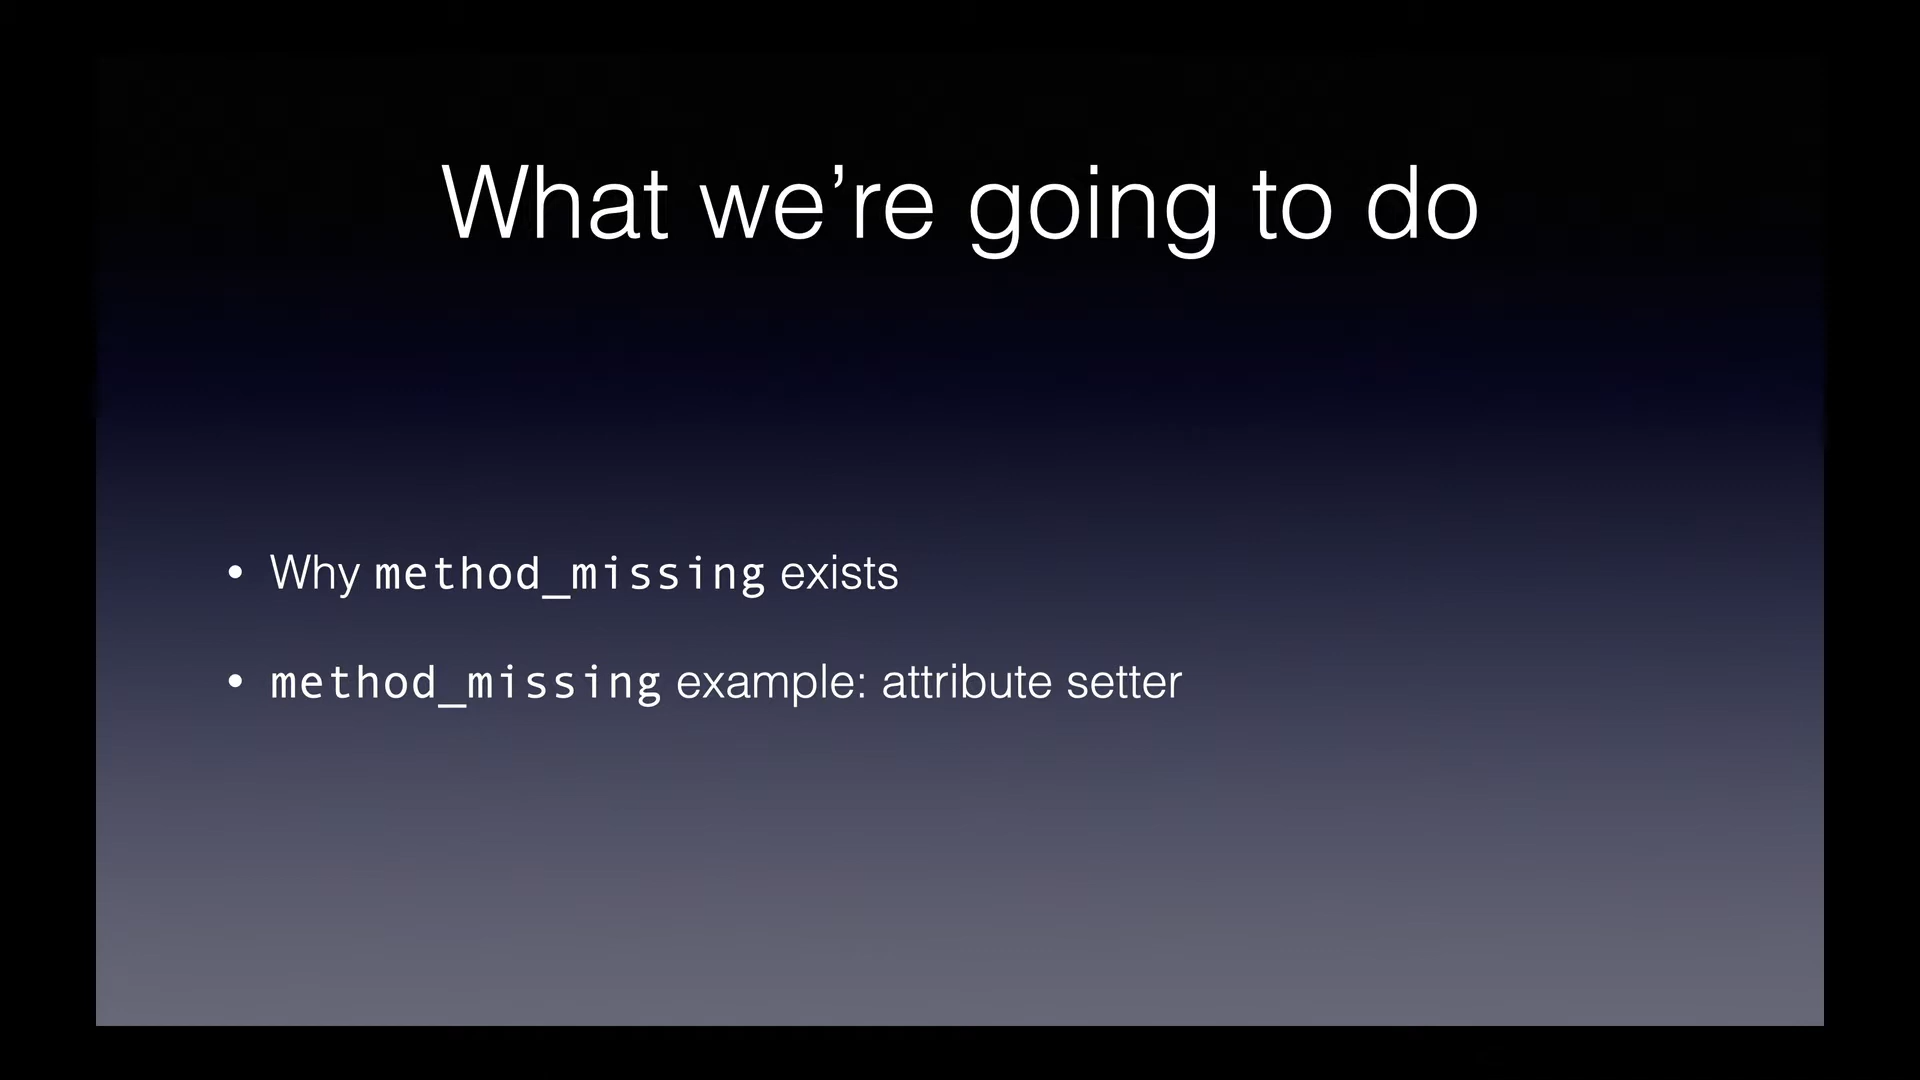 What we’re going to do
• Why method_missing exists
• method_missing example: attribute setter